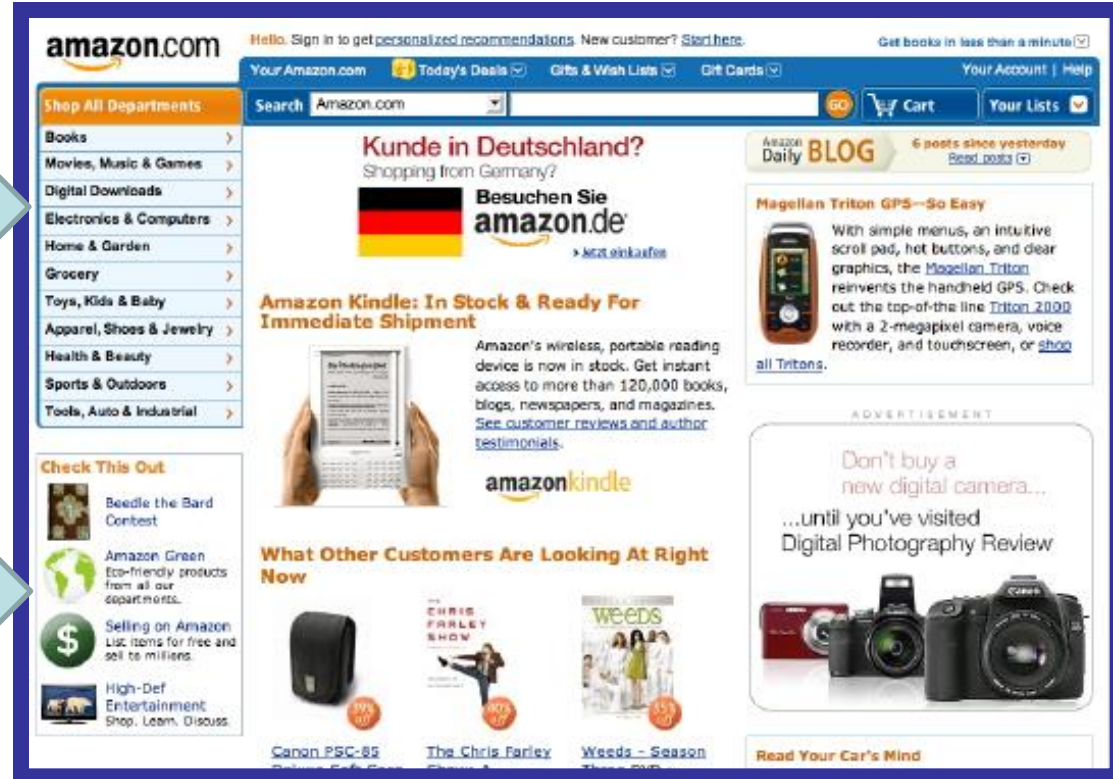 amazon.com
Hello. Sign in to get personalized recommendations. New customer? Start here.
Get books in less than a minute
Your Amazon.com
Today's Deals
Gifts & Wish Lists
Gift Cards
Your Account | Help
Shop All Departments
Search
Amazon.com
GO
Cart
Your Lists
Books
Movies, Music & Games
Digital Downloads
Electronics & Computers
Home & Garden
Grocery
Toys, Kids & Baby
Apparel, Shoes & Jewelry
Health & Beauty
Sports & Outdoors
Tools, Auto & Industrial
Check This Out
Beedle the Bard
Contest
Amazon Green
Eco-friendly products
from all our
departments.
Selling on Amazon
List items for free and
sell to millions.
High-Def
Entertainment
Shop. Learn. Discuss.
Kunde in Deutschland?
Shopping from Germany?
Besuchen Sie
amazon.de
Jetzt einkaufen
Amazon Kindle: In Stock & Ready For
Immediate Shipment
Amazon's wireless, portable reading
device is now in stock. Get instant
access to more than 120,000 books,
blogs, newspapers, and magazines.
See customer reviews and author
testimonials.
amazonkindle
What Other Customers Are Looking At Right
Now
THE
CHRIS
FARLEY
SHOW
WEEDS
39%
off
40%
off
35%
off
Canon PSC-85
The Chris Farley
Weeds - Season
Amazon
Daily BLOG
6 posts since yesterday
Read posts
Magellan Triton GPS--So Easy
With simple menus, an intuitive
scroll pad, hot buttons, and clear
graphics, the Magellan Triton
reinvents the handheld GPS. Check
out the top-of-the line Triton 2000
with a 2-megapixel camera, voice
recorder, and touchscreen, or shop
all Tritons.
ADVERTISEMENT
Don't buy a
new digital camera...
...until you've visited
Digital Photography Review
Canon
Read Your Car's Mind